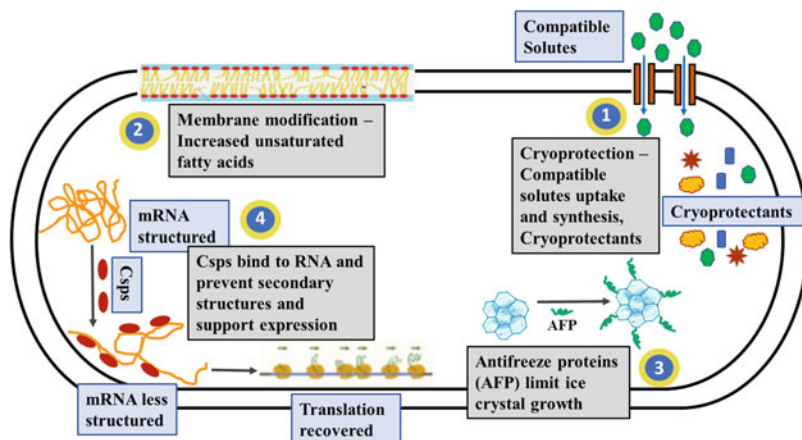 Compatible
Solutes
1
Cryoprotection –
Compatible
solutes uptake
and synthesis,
Cryoprotectants
Cryoprotectants
2
Membrane modification –
Increased unsaturated
fatty acids
mRNA
structured
4
Csps
Csps bind to RNA and
prevent secondary
structures and
support expression
AFP
3
Antifreeze proteins
(AFP) limit ice
crystal growth
mRNA less
structured
Translation
recovered